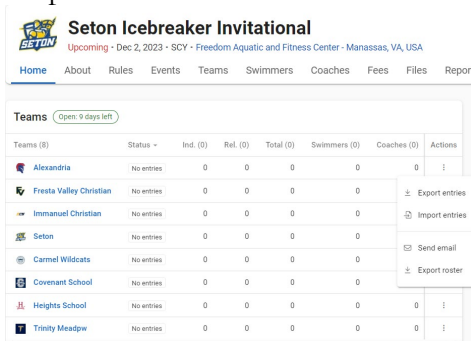 SETON
Seton Icebreaker Invitational
Upcoming • Dec 2, 2023 • SCY • Freedom Aquatic and Fitness Center - Manassas, VA, USA
Home About Rules Events Teams Swimmers Coaches Fees Files Repor
Teams Open: 9 days left
Teams (8) Status Ind. (0) Rel. (0) Total (0) Swimmers (0) Coaches (0) Actions
Alexandria No entries 0 0 0 0 0
Fresta Valley Christian No entries 0 0 0 0
Export entries
Immanuel Christian No entries 0 0 0 0
Import entries
Seton No entries 0 0 0 0
Carmel Wildcats No entries 0 0 0 0
Send email
Covenant School No entries 0 0 0 0
Export roster
Heights School No entries 0 0 0 0 0
Trinity Meadpw No entries 0 0 0 0 0